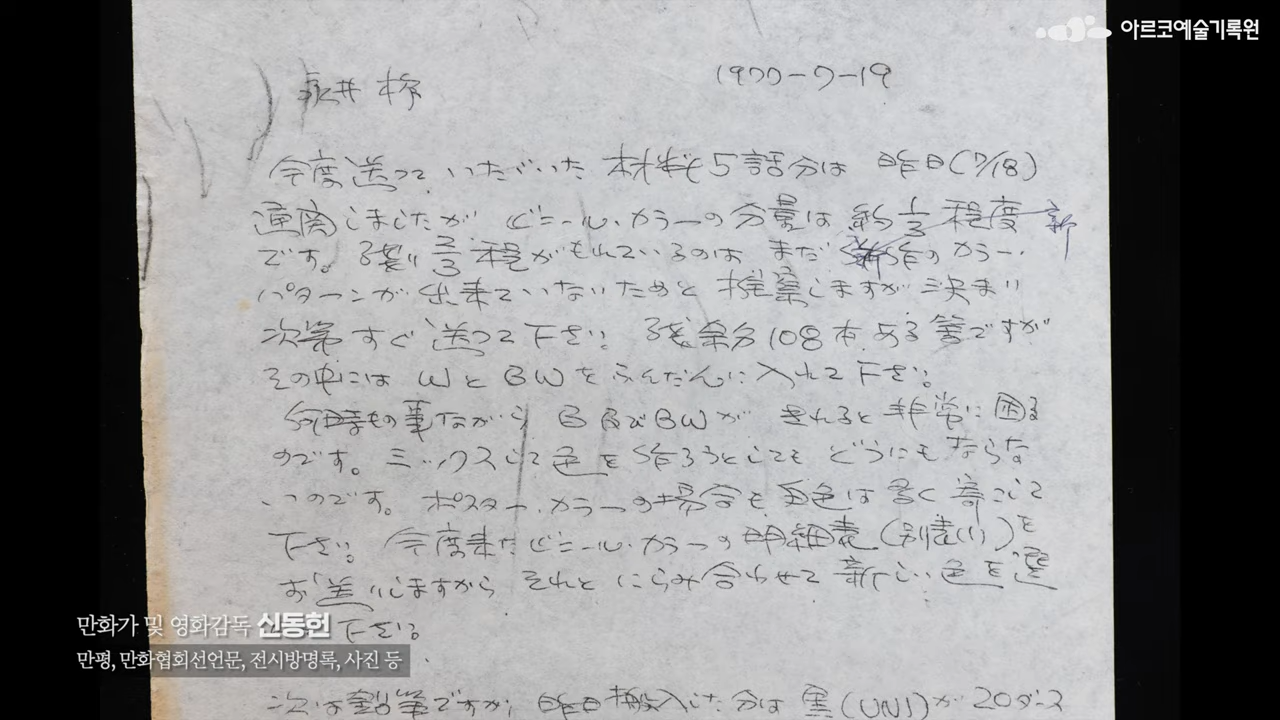 아르코예술기록원
永井 様
1977-7-19
今度送っていただいた 材料5話分は 昨日(7/18)
通関しましたが ビニール・カラーの分量は 約1/3程度 新
です。残り2/3程がもれているのは まだ 新作のカラー・
パターンが出来ていないためと推察しますが 決まり
次第すぐ送って下さい。残余分108本ある筈ですが
その中には WとBWをふんだんに入れて下さい。
何時もの事ながら B及びBWが きれると非常に困る
のです。ミックスして色を作ろうとしても どうにもならな
いのです。ポスター・カラーの場合も 白色は多く寄こして
下さい。今度来たビニール・カラーの明細表(別表(1))を
お送りしますから それとにらみ合わせて 新しい色を選
下さい。
次は鉛筆ですが、昨日搬入した分は 黒(UNI)が20ダース
만화가 및 영화감독 신동헌
만평, 만화협회선언문, 전시방명록, 사진 등